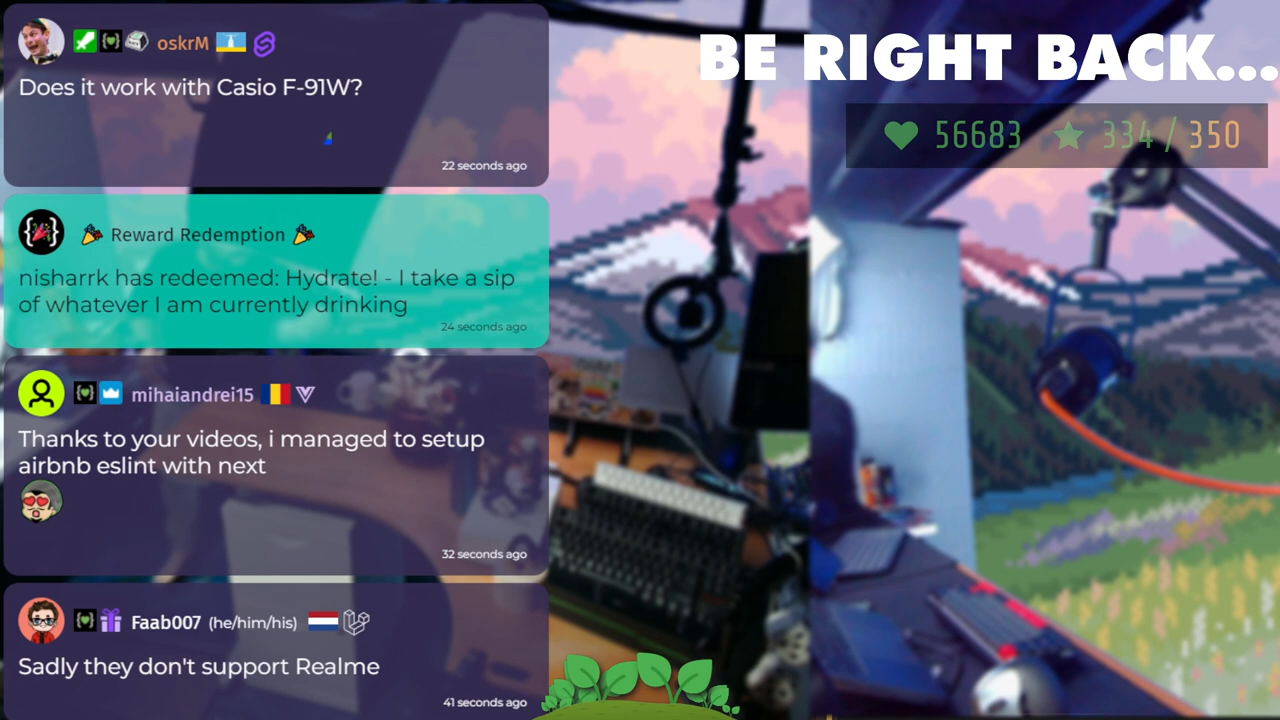 oskrM
Does it work with Casio F-91W?
22 seconds ago
Reward Redemption
nisharrk has redeemed: Hydrate! - I take a sip
of whatever I am currently drinking
24 seconds ago
mihaiandrei15
Thanks to your videos, i managed to setup
airbnb eslint with next
32 seconds ago
Faab007 (he/him/his)
Sadly they don't support Realme
41 seconds ago
BE RIGHT BACK...
56683 334 / 350